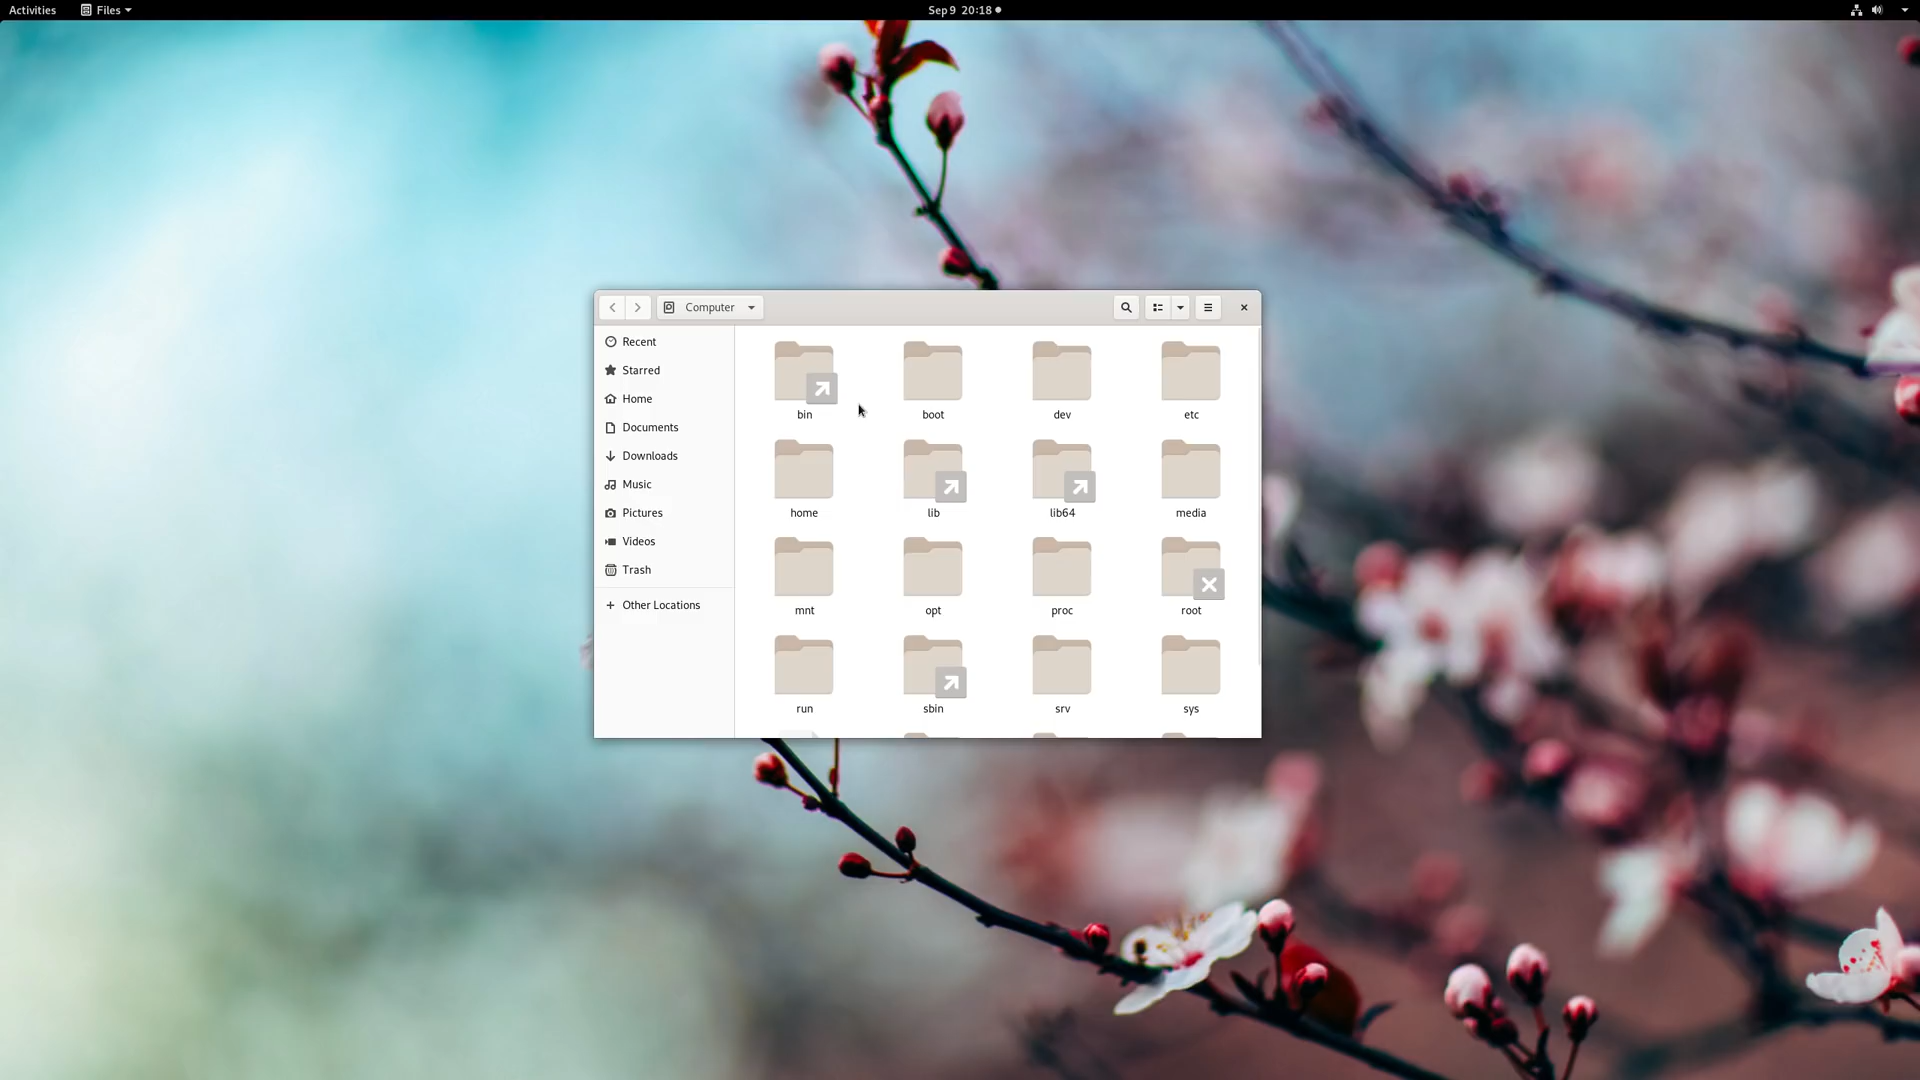 Activities
Files
Sep 9 20:18
Computer
Recent
Starred
Home
Documents
Downloads
Music
Pictures
Videos
Trash
Other Locations
bin boot dev etc
home lib lib64 media
mnt opt proc root
run sbin srv sys